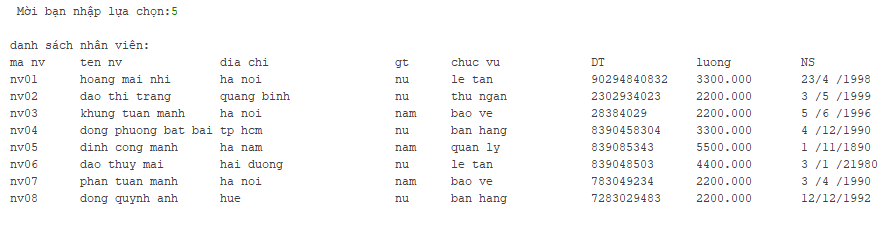 Mời bạn nhập lựa chọn:5
danh sách nhân viên:
ma nv ten nv dia chi gt chuc vu DT luong NS
nv01 hoang mai nhi ha noi nu le tan 90294840832 3300.000 23/4 /1998
nv02 dao thi trang quang binh nu thu ngan 2302934023 2200.000 3 /5 /1999
nv03 khung tuan manh ha noi nam bao ve 28384029 2200.000 5 /6 /1996
nv04 dong phuong bat bai tp hcm nu ban hang 8390458304 3300.000 4 /12/1990
nv05 dinh cong manh ha nam nam quan ly 839085343 5500.000 1 /11/1890
nv06 dao thuy mai hai duong nu le tan 839048503 4400.000 3 /1 /21980
nv07 phan tuan manh ha noi nam bao ve 783049234 2200.000 3 /4 /1990
nv08 dong quynh anh hue nu ban hang 7283029483 2200.000 12/12/1992